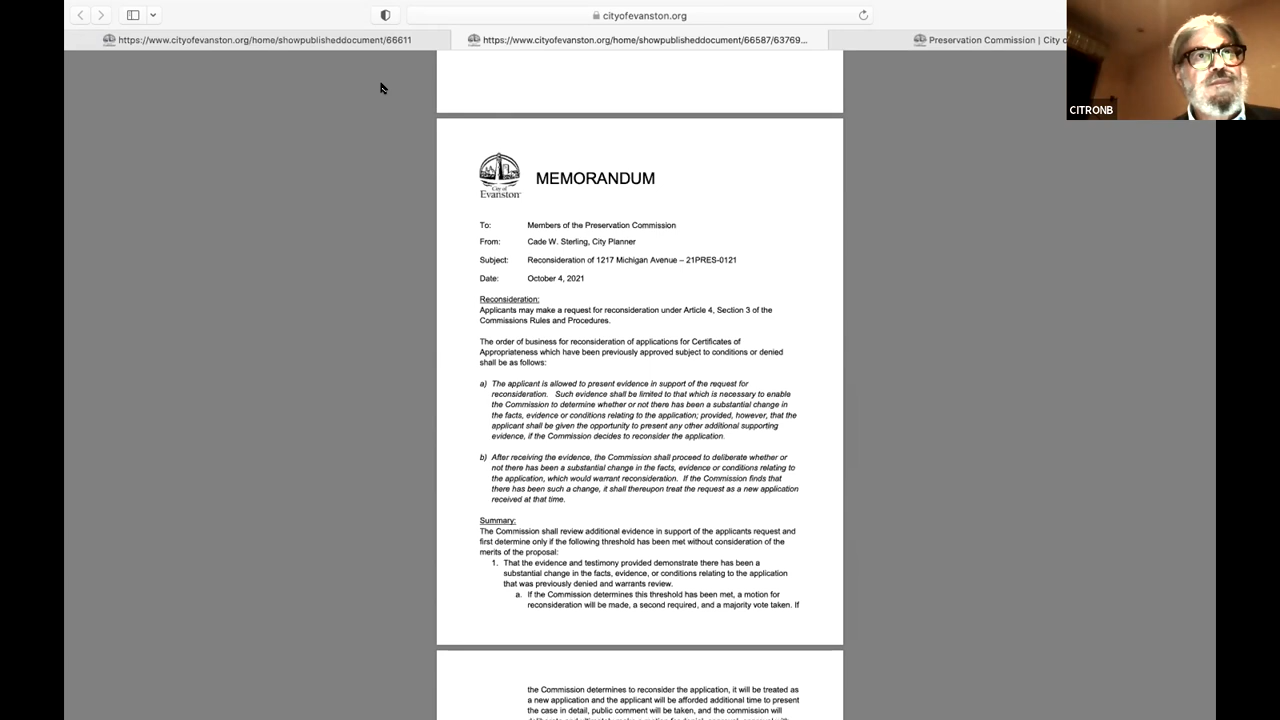 cityofevanston.org
https://www.cityofevanston.org/home/showpublisheddocument/66611
https://www.cityofevanston.org/home/showpublisheddocument/66587/63769...
Preservation Commission | City
CITRONB
City of
Evanston
MEMORANDUM
To: Members of the Preservation Commission
From: Cade W. Sterling, City Planner
Subject: Reconsideration of 1217 Michigan Avenue – 21PRES-0121
Date: October 4, 2021
Reconsideration:
Applicants may make a request for reconsideration under Article 4, Section 3 of the
Commissions Rules and Procedures.
The order of business for reconsideration of applications for Certificates of
Appropriateness which have been previously approved subject to conditions or denied
shall be as follows:
a) The applicant is allowed to present evidence in support of the request for
reconsideration. Such evidence shall be limited to that which is necessary to enable
the Commission to determine whether or not there has been a substantial change in
the facts, evidence or conditions relating to the application; provided, however, that the
applicant shall be given the opportunity to present any other additional supporting
evidence, if the Commission decides to reconsider the application.
b) After receiving the evidence, the Commission shall proceed to deliberate whether or
not there has been a substantial change in the facts, evidence or conditions relating to
the application, which would warrant reconsideration. If the Commission finds that
there has been such a change, it shall thereupon treat the request as a new application
received at that time.
Summary:
The Commission shall review additional evidence in support of the applicants request and
first determine only if the following threshold has been met without consideration of the
merits of the proposal:
1. That the evidence and testimony provided demonstrate there has been a
substantial change in the facts, evidence, or conditions relating to the application
that was previously denied and warrants review.
a. If the Commission determines this threshold has been met, a motion for
reconsideration will be made, a second required, and a majority vote taken. If
the Commission determines to reconsider the application, it will be treated as
a new application and the applicant will be afforded additional time to present
the case in detail, public comment will be taken, and the commission will